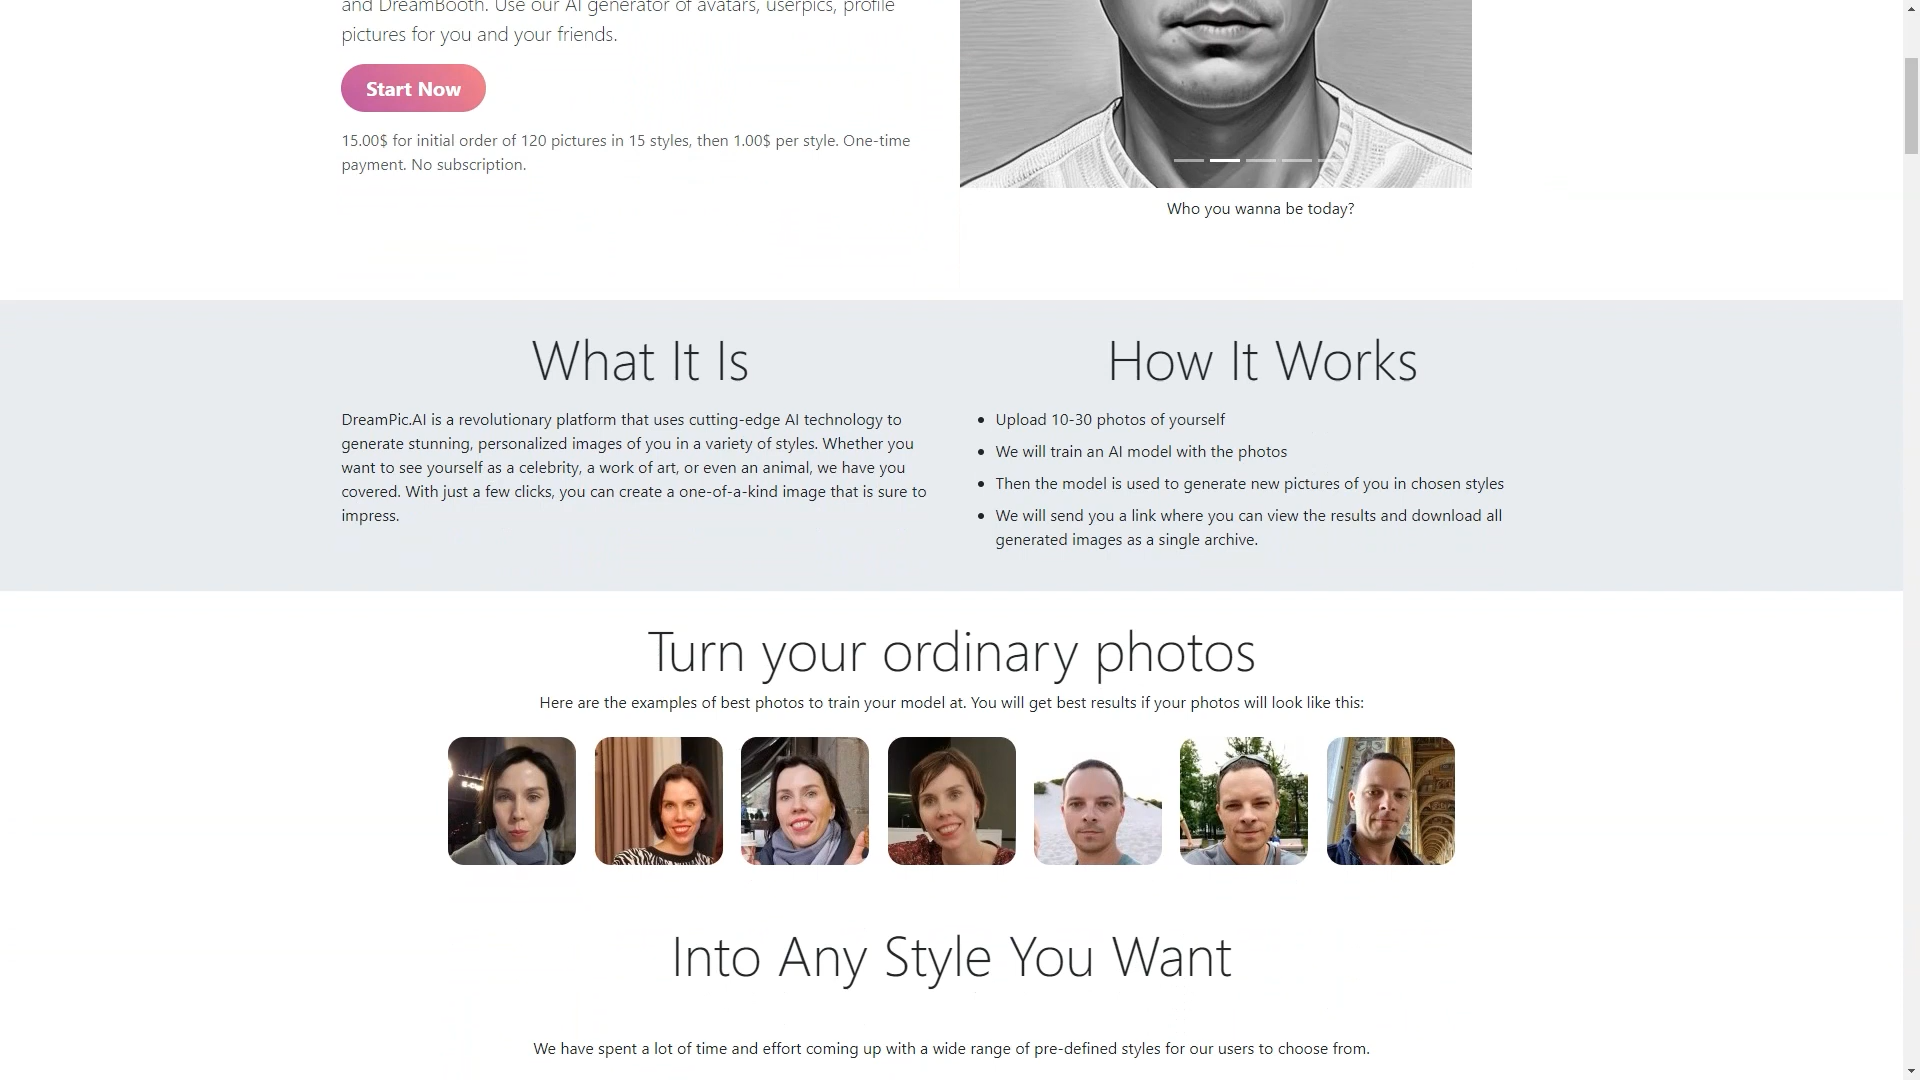 and DreamBooth. Use our AI generator of avatars, userpics, profile
pictures for you and your friends.
Start Now
15.00$ for initial order of 120 pictures in 15 styles, then 1.00$ per style. One-time
payment. No subscription.
Who you wanna be today?
What It Is
DreamPic.AI is a revolutionary platform that uses cutting-edge AI technology to
generate stunning, personalized images of you in a variety of styles. Whether you
want to see yourself as a celebrity, a work of art, or even an animal, we have you
covered. With just a few clicks, you can create a one-of-a-kind image that is sure to
impress.
How It Works
Upload 10-30 photos of yourself
We will train an AI model with the photos
Then the model is used to generate new pictures of you in chosen styles
We will send you a link where you can view the results and download all
generated images as a single archive.
Turn your ordinary photos
Here are the examples of best photos to train your model at. You will get best results if your photos will look like this:
Into Any Style You Want
We have spent a lot of time and effort coming up with a wide range of pre-defined styles for our users to choose from.